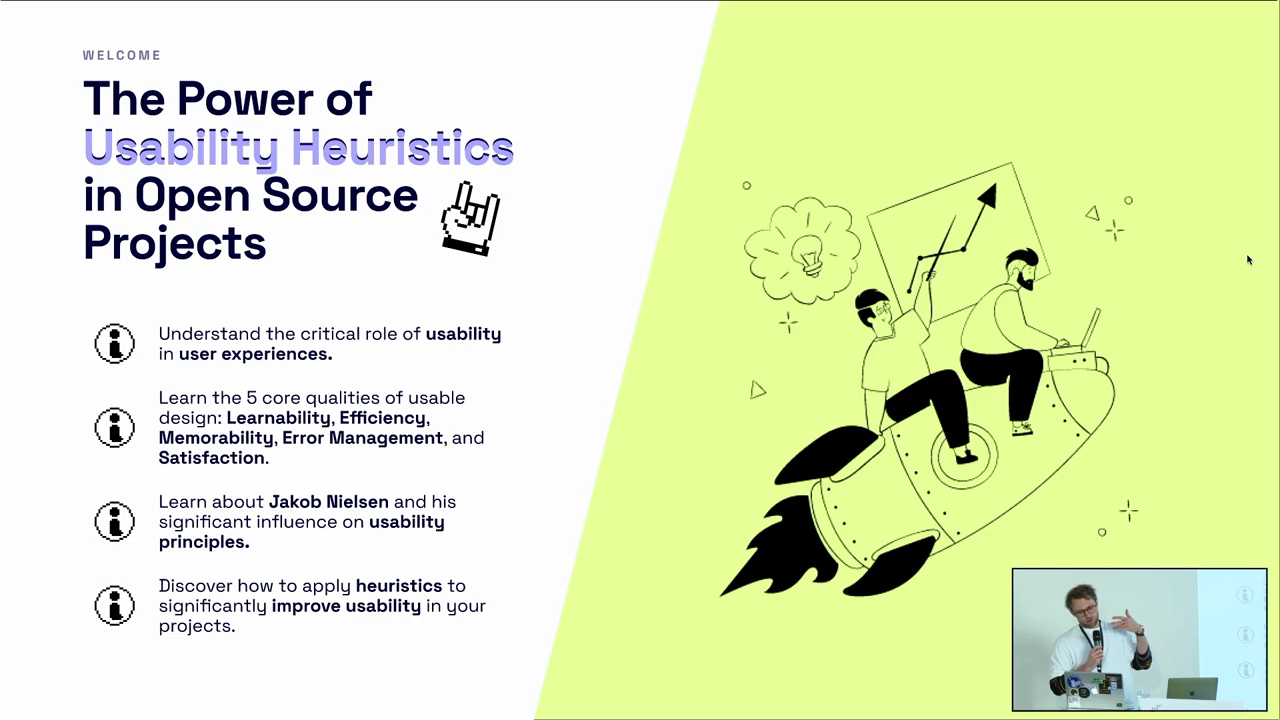 WELCOME
The Power of
Usability Heuristics
in Open Source
Projects
Understand the critical role of usability
in user experiences.
Learn the 5 core qualities of usable
design: Learnability, Efficiency,
Memorability, Error Management, and
Satisfaction.
Learn about Jakob Nielsen and his
significant influence on usability
principles.
Discover how to apply heuristics to
significantly improve usability in your
projects.